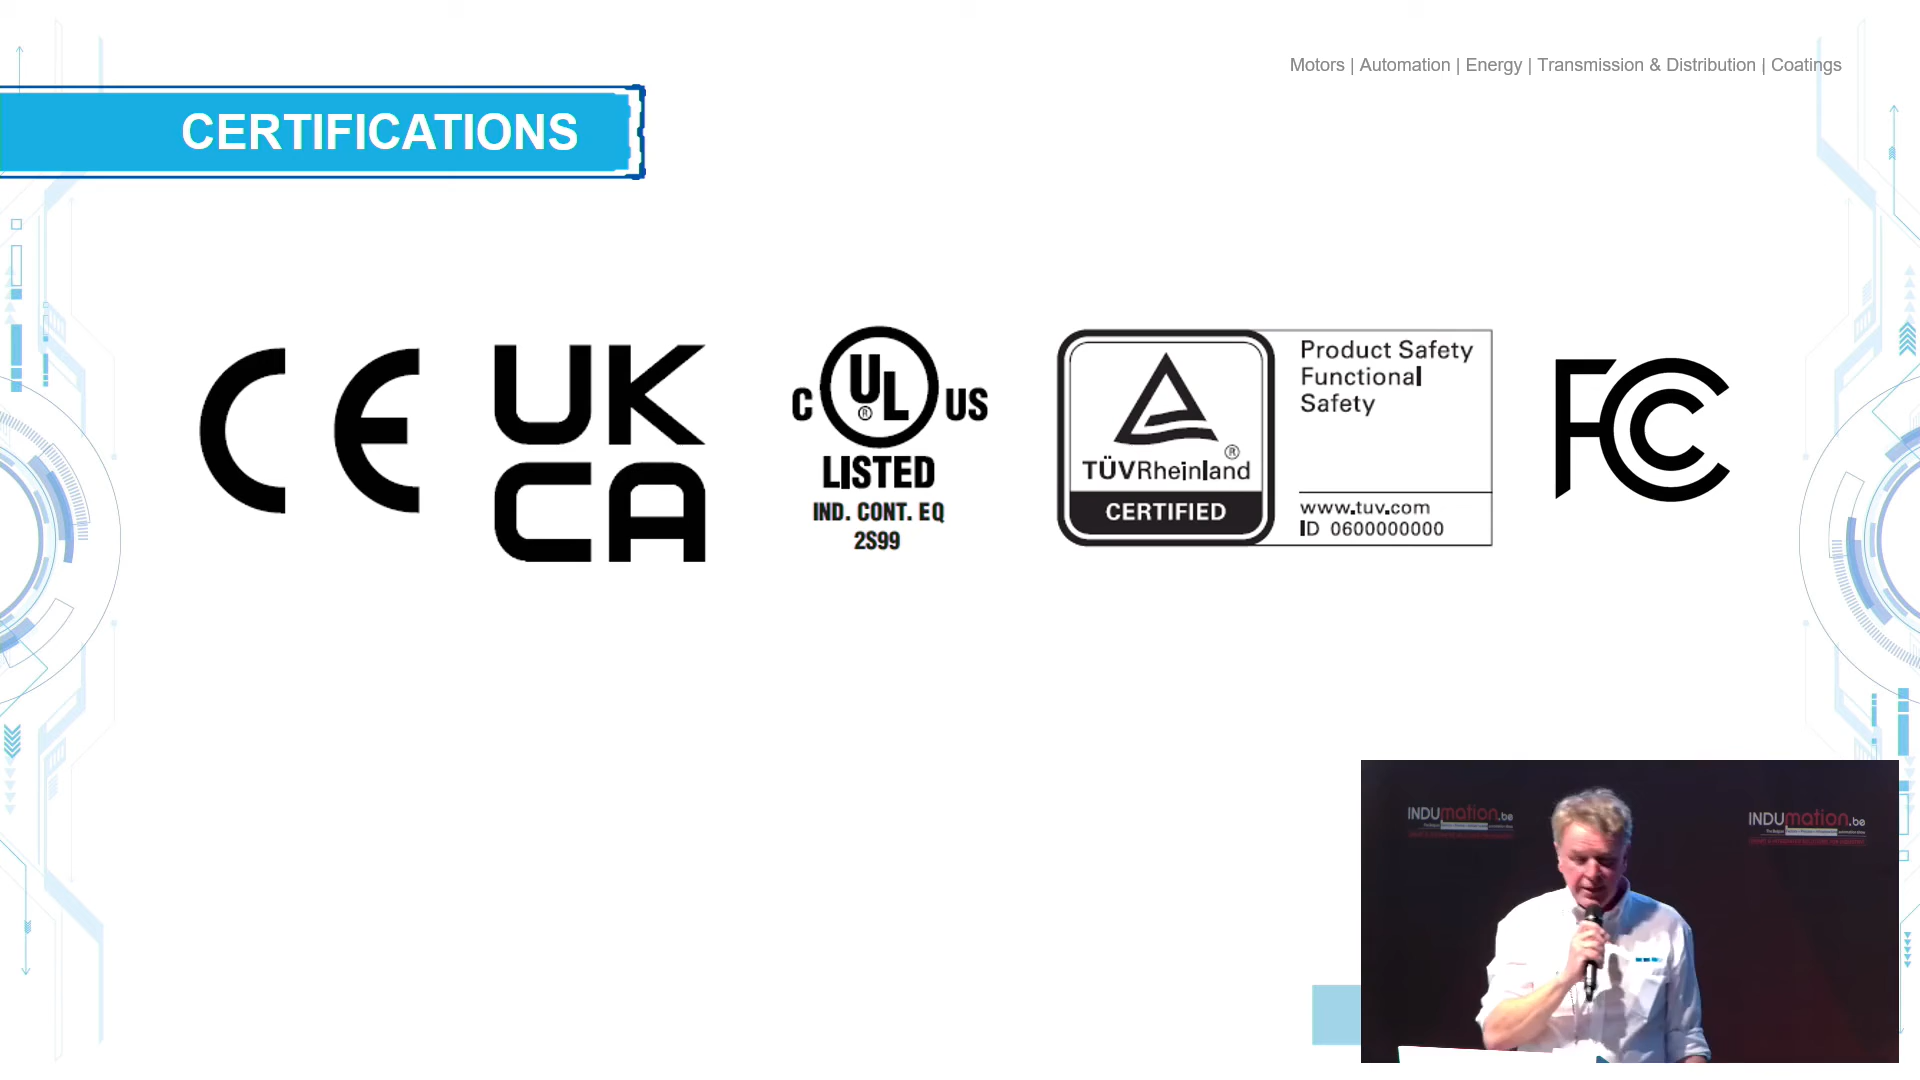 Motors | Automation | Energy | Transmission & Distribution | Coatings
CERTIFICATIONS
CE
UK
CA
C UL ® US
LISTED
IND. CONT. EQ
2S99
TÜVRheinland ®
CERTIFIED
Product Safety
Functional
Safety
www.tuv.com
ID 0600000000
FC
INDUmation.be
INDUmation.be